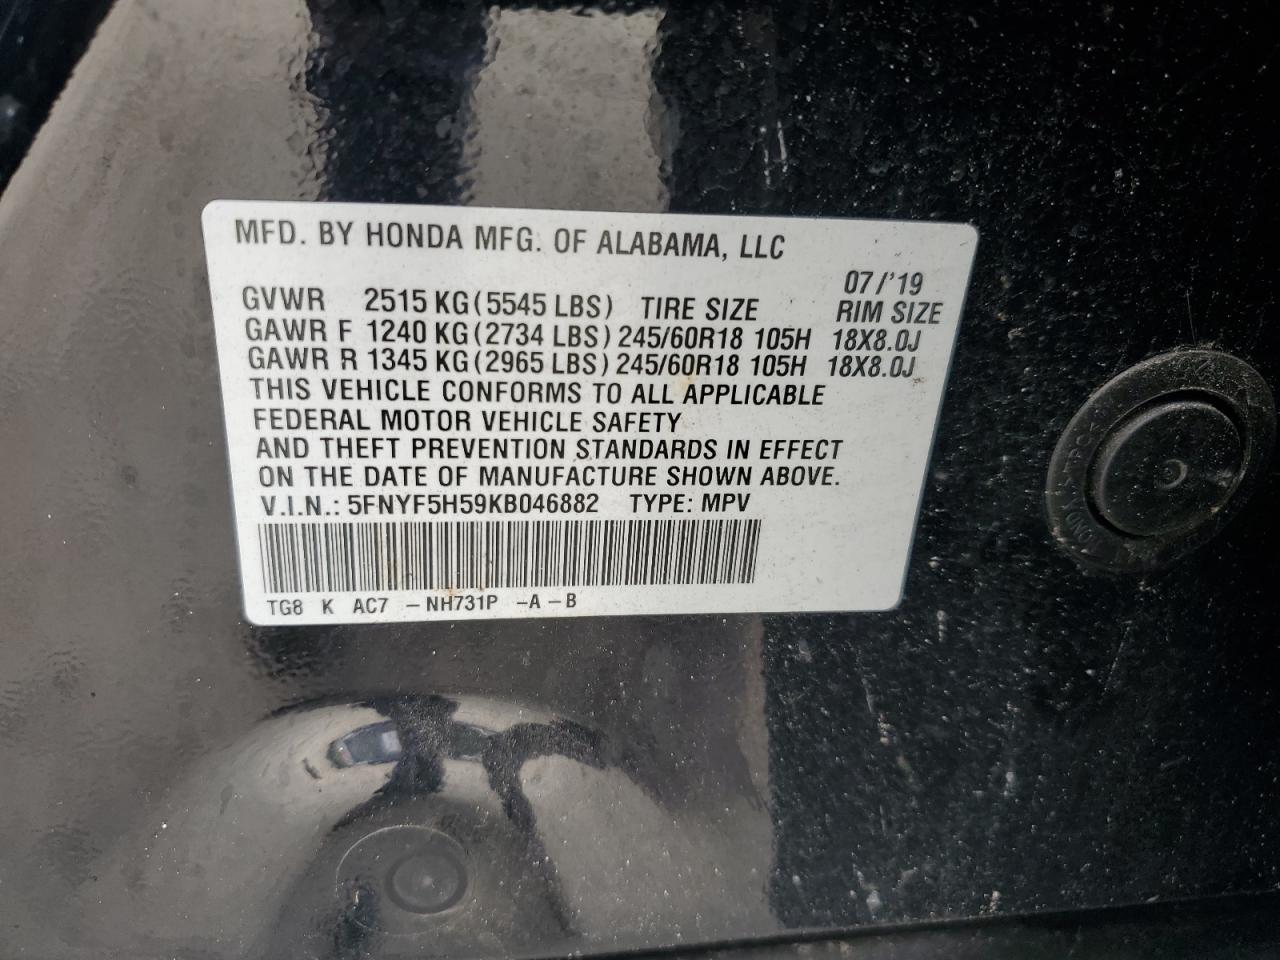 MFD. BY HONDA MFG. OF ALABAMA, LLC
07/'19
GVWR 2515 KG (5545 LBS) TIRE SIZE RIM SIZE
GAWR F 1240 KG (2734 LBS) 245/60R18 105H 18X8.0J
GAWR R 1345 KG (2965 LBS) 245/60R18 105H 18X8.0J
THIS VEHICLE CONFORMS TO ALL APPLICABLE
FEDERAL MOTOR VEHICLE SAFETY
AND THEFT PREVENTION STANDARDS IN EFFECT
ON THE DATE OF MANUFACTURE SHOWN ABOVE.
V.I.N.: 5FNYF5H59KB046882 TYPE: MPV
TG8 K AC7 -NH731P -A -B